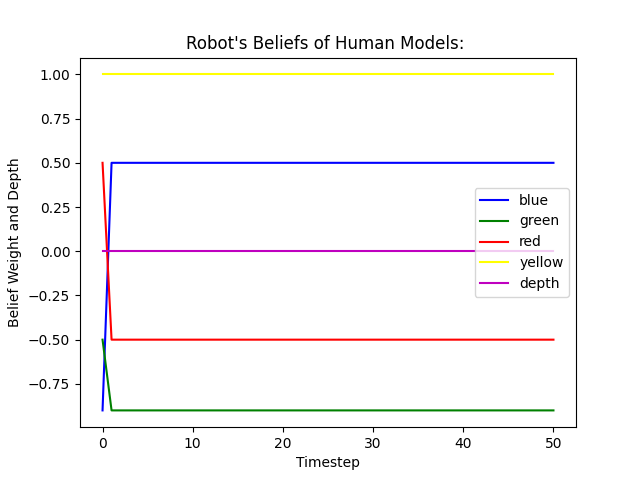 Robot's Beliefs of Human Models:
Belief Weight and Depth
1.00
0.75
0.50
0.25
0.00
−0.25
−0.50
−0.75
blue
green
red
yellow
depth
0 10 20 30 40 50
Timestep